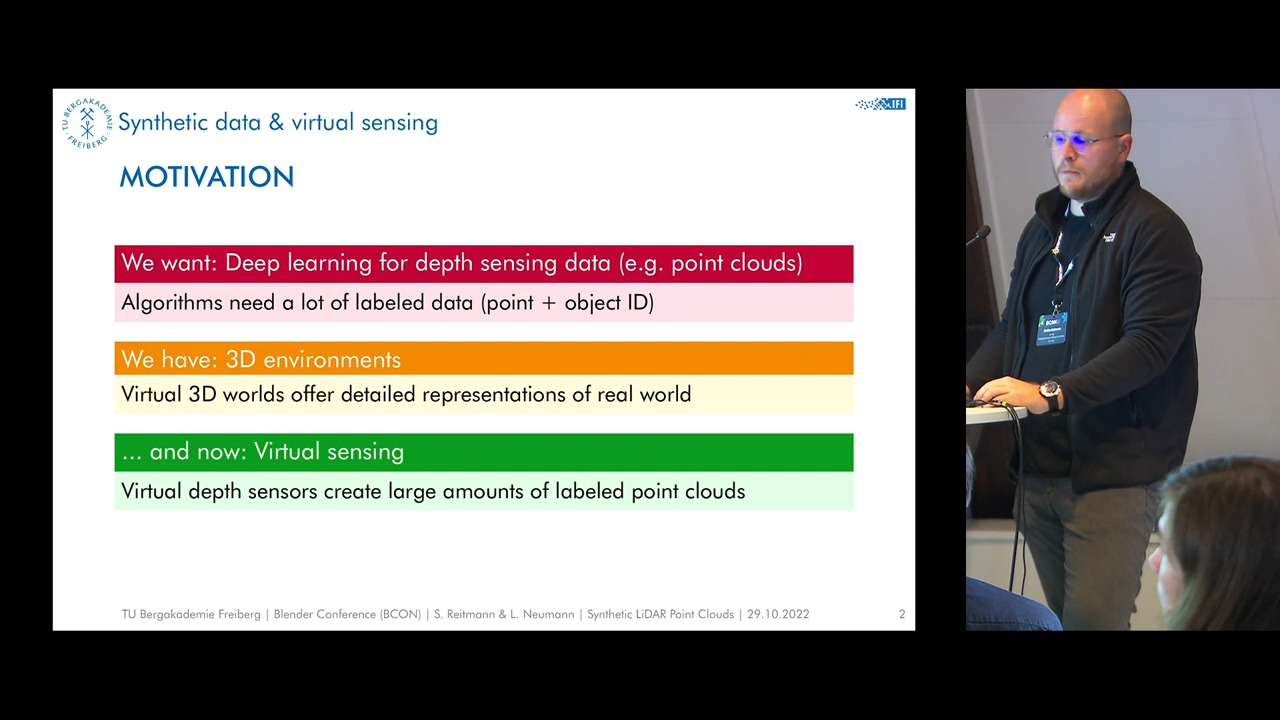 TU BERGAKADEMIE FREIBERG
Synthetic data & virtual sensing
IFI
MOTIVATION
We want: Deep learning for depth sensing data (e.g. point clouds)
Algorithms need a lot of labeled data (point + object ID)
We have: 3D environments
Virtual 3D worlds offer detailed representations of real world
... and now: Virtual sensing
Virtual depth sensors create large amounts of labeled point clouds
TU Bergakademie Freiberg | Blender Conference (BCON) | S. Reitmann & L. Neumann | Synthetic LiDAR Point Clouds | 29.10.2022
2
BCON